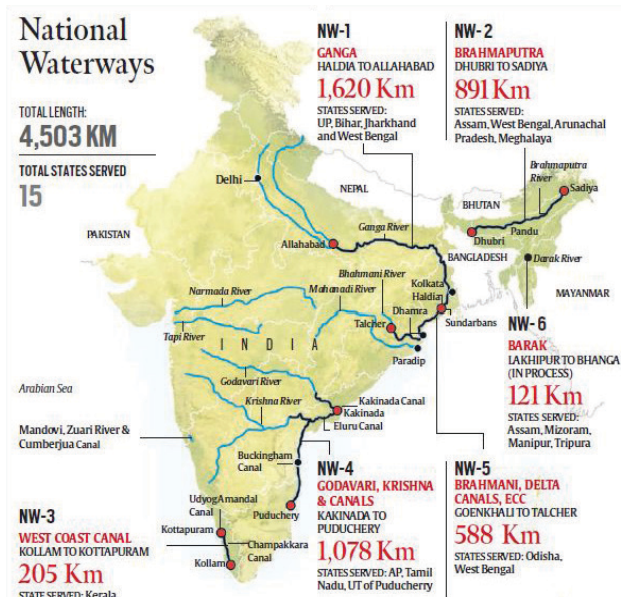 National
Waterways
TOTAL LENGTH:
4,503 KM
TOTAL STATES SERVED
15
NW-1
GANGA
HALDIA TO ALLAHABAD
1,620 Km
STATES SERVED:
UP, Bihar, Jharkhand
and West Bengal
NW-2
BRAHMAPUTRA
DHUBRI TO SADIYA
891 Km
STATES SERVED:
Assam, West Bengal, Arunachal
Pradesh, Meghalaya
Brahmaputra
River
Sadiya
Delhi
NEPAL
BHUTAN
PAKISTAN
Ganga River
Pandu
Dhubri
Allahabad
BANGLADESH
Darak River
Bhahmani River
Narmada River
Mahanadi River
Kolkata
Haldia
MAYANMAR
Dhamra
Talcher
Sundarbans
Tapi River
INDIA
Paradip
NW-6
BARAK
LAKHIPUR TO BHANGA
(IN PROCESS)
121 Km
STATES SERVED:
Assam, Mizoram,
Manipur, Tripura
Godavari River
Arabian Sea
Krishna River
Kakinada Canal
Kakinada
Eluru Canal
Mandovi, Zuari River &
Cumberjua Canal
Buckingham
Canal
NW-4
GODAVARI, KRISHNA
& CANALS
KAKINADA TO
PUDUCHERY
1,078 Km
STATES SERVED: AP, Tamil
Nadu, UT of Puducherry
NW-5
BRAHMANI, DELTA
CANALS, ECC
GOENKHALI TO TALCHER
588 Km
STATES SERVED: Odisha,
West Bengal
Udyog Amandal
Canal
Puduchery
Kottapuram
Champakkara
Canal
Kollam
NW-3
WEST COAST CANAL
KOLLAM TO KOTTAPURAM
205 Km
STATE SERVED: Kerala